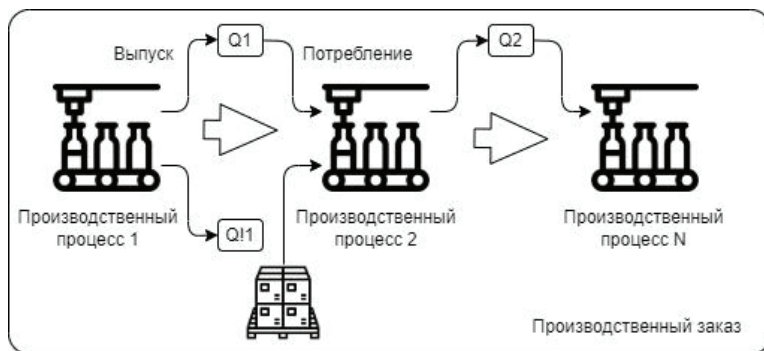 Выпуск
Q1
Потребление
Q2
Производственный
процесс 1
Q!1
Производственный
процесс 2
Производственный
процесс N
Производственный заказ